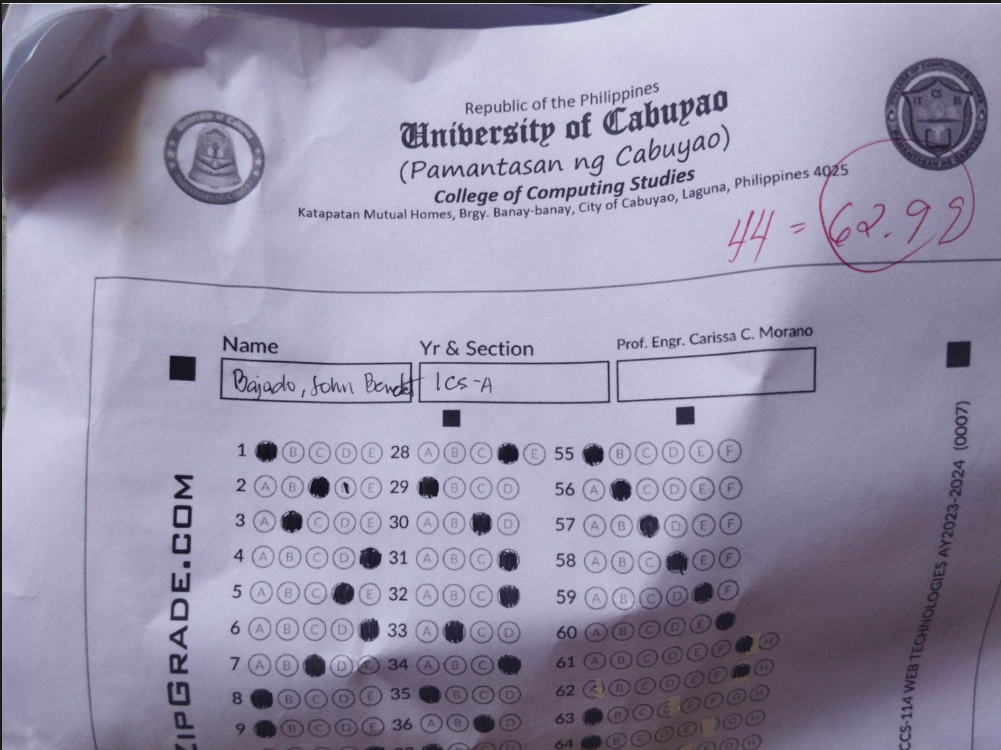 Republic of the Philippines
University of Cabuyao
(Pamantasan ng Cabuyao)
College of Computing Studies
Katapatan Mutual Homes, Brgy. Banay-banay, City of Cabuyao, Laguna, Philippines 4025
44 = 62.98
Name
Yr & Section
Prof. Engr. Carissa C. Morano
Bajado, John
1CS-A
1 B C D E 28 A B C E 55 B C D E F
2 A B E 29 B C D 56 A C D E F
3 A C D E 30 A B D 57 A B D E F
4 A B C D 31 A B C 58 A B C E F
5 A B C E 32 A B C 59 A B C D F
6 A B C D 33 A C D 60 A B C D E
7 A B D E 34 A B C 61 A B C D E F H
8 B C D E 35 B C D 62 A B C D E F H
9 B C D E 36 A B D 63 B C D E F G H
64
ZIPGRADE.COM
CS-114 WEB TECHNOLOGIES AY2023-2024 (0007)